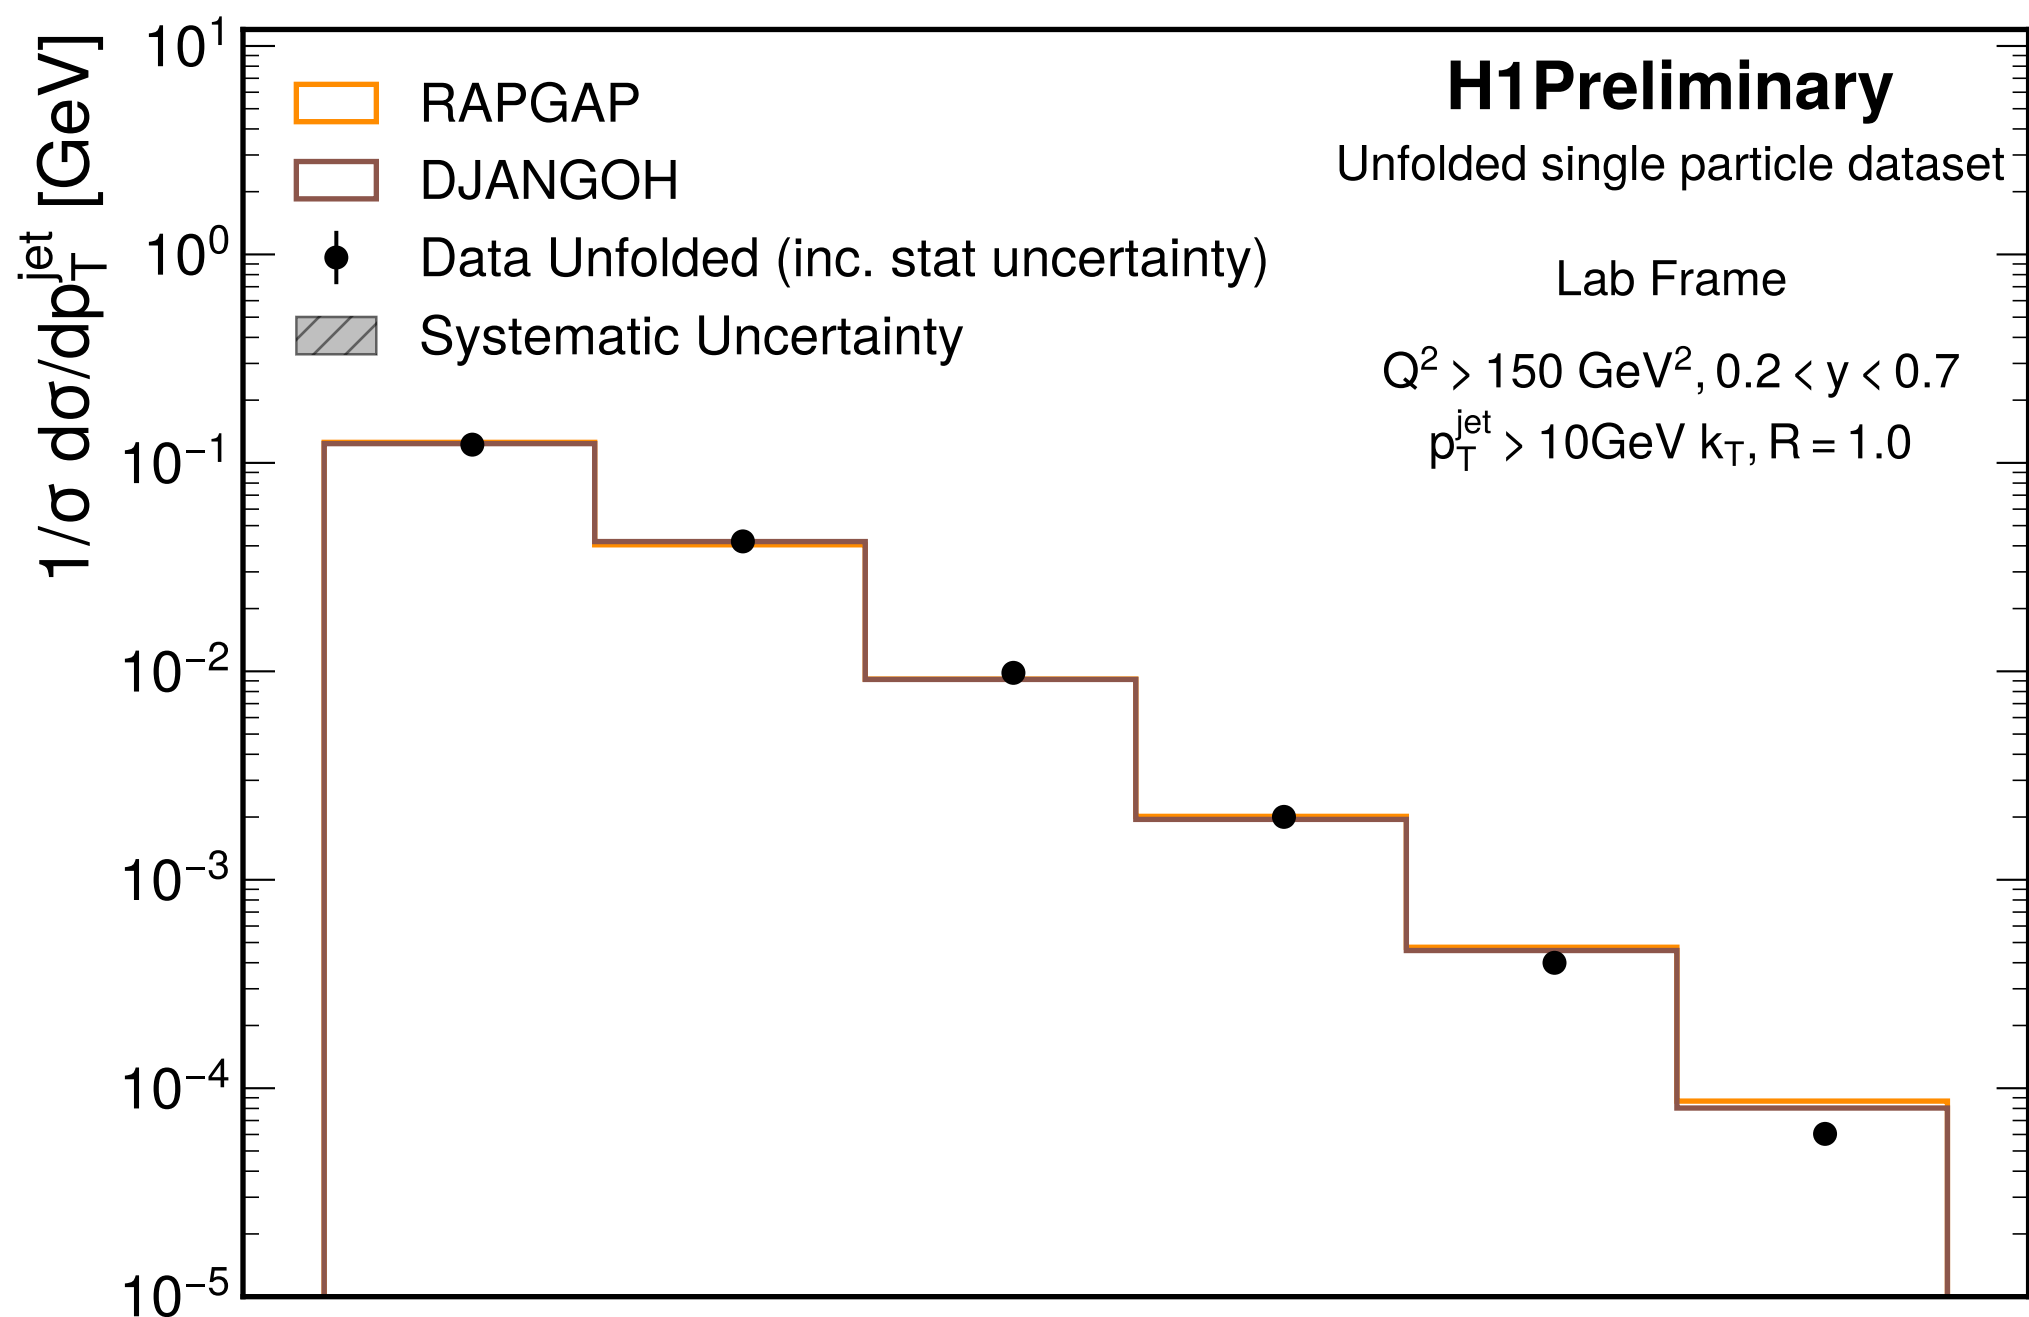 1/σ dσ/dp_T^jet [GeV]
10¹
10⁰
10⁻¹
10⁻²
10⁻³
10⁻⁴
10⁻⁵
RAPGAP
DJANGOH
Data Unfolded (inc. stat uncertainty)
Systematic Uncertainty
H1Preliminary
Unfolded single particle dataset
Lab Frame
Q² > 150 GeV², 0.2 < y < 0.7
p_T^jet > 10GeV k_T, R = 1.0